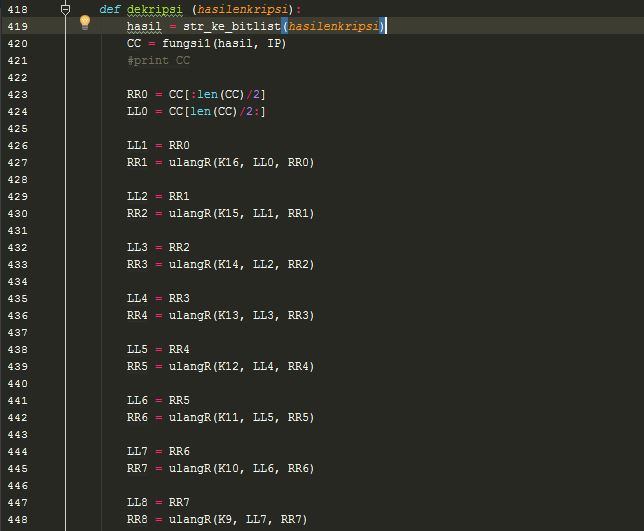 418 def dekripsi (hasilenkripsi):
419 hasil = str_ke_bitlist(hasilenkripsi)
420 CC = fungsi1(hasil, IP)
421 #print CC
422
423 RR0 = CC[:len(CC)/2]
424 LL0 = CC[len(CC)/2:]
425
426 LL1 = RR0
427 RR1 = ulangR(K16, LL0, RR0)
428
429 LL2 = RR1
430 RR2 = ulangR(K15, LL1, RR1)
431
432 LL3 = RR2
433 RR3 = ulangR(K14, LL2, RR2)
434
435 LL4 = RR3
436 RR4 = ulangR(K13, LL3, RR3)
437
438 LL5 = RR4
439 RR5 = ulangR(K12, LL4, RR4)
440
441 LL6 = RR5
442 RR6 = ulangR(K11, LL5, RR5)
443
444 LL7 = RR6
445 RR7 = ulangR(K10, LL6, RR6)
446
447 LL8 = RR7
448 RR8 = ulangR(K9, LL7, RR7)